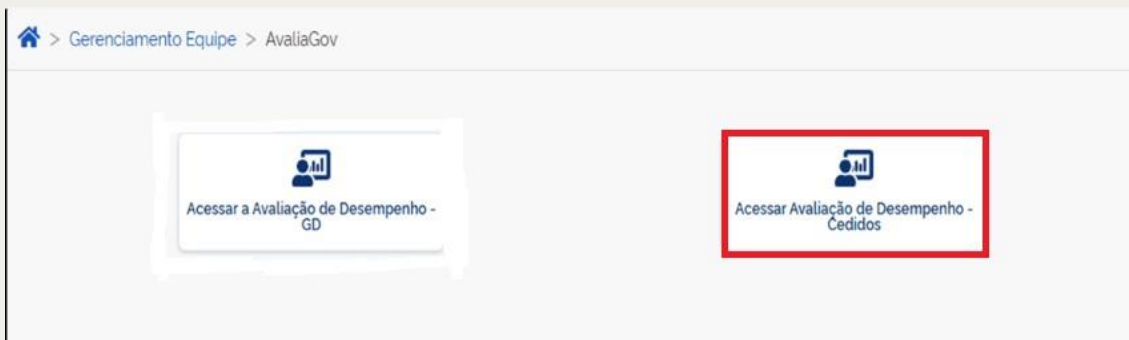 > Gerenciamento Equipe > AvaliaGov
Acessar a Avaliação de Desempenho -
GD
Acessar Avaliação de Desempenho -
Cedidos